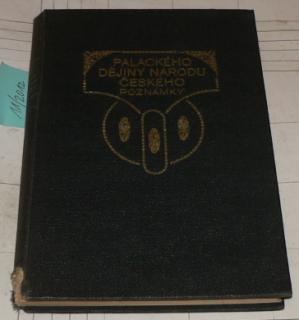 PALACKÉHO
DĚJINY NÁRODU
ČESKÉHO
POZNÁMKY